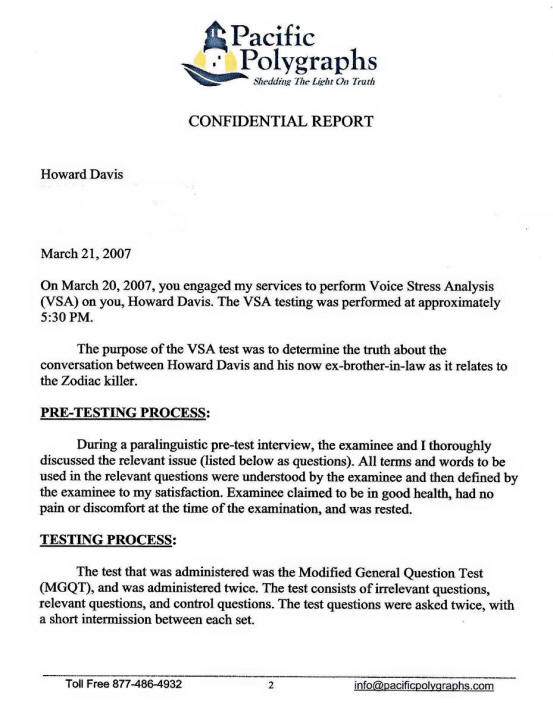 Pacific
Polygraphs
Shedding The Light On Truth
CONFIDENTIAL REPORT
Howard Davis
March 21, 2007
On March 20, 2007, you engaged my services to perform Voice Stress Analysis
(VSA) on you, Howard Davis. The VSA testing was performed at approximately
5:30 PM.
The purpose of the VSA test was to determine the truth about the
conversation between Howard Davis and his now ex-brother-in-law as it relates to
the Zodiac killer.
PRE-TESTING PROCESS:
During a paralinguistic pre-test interview, the examinee and I thoroughly
discussed the relevant issue (listed below as questions). All terms and words to be
used in the relevant questions were understood by the examinee and then defined by
the examinee to my satisfaction. Examinee claimed to be in good health, had no
pain or discomfort at the time of the examination, and was rested.
TESTING PROCESS:
The test that was administered was the Modified General Question Test
(MGQT), and was administered twice. The test consists of irrelevant questions,
relevant questions, and control questions. The test questions were asked twice, with
a short intermission between each set.
Toll Free 877-486-4932 2 info@pacificpolygraphs.com